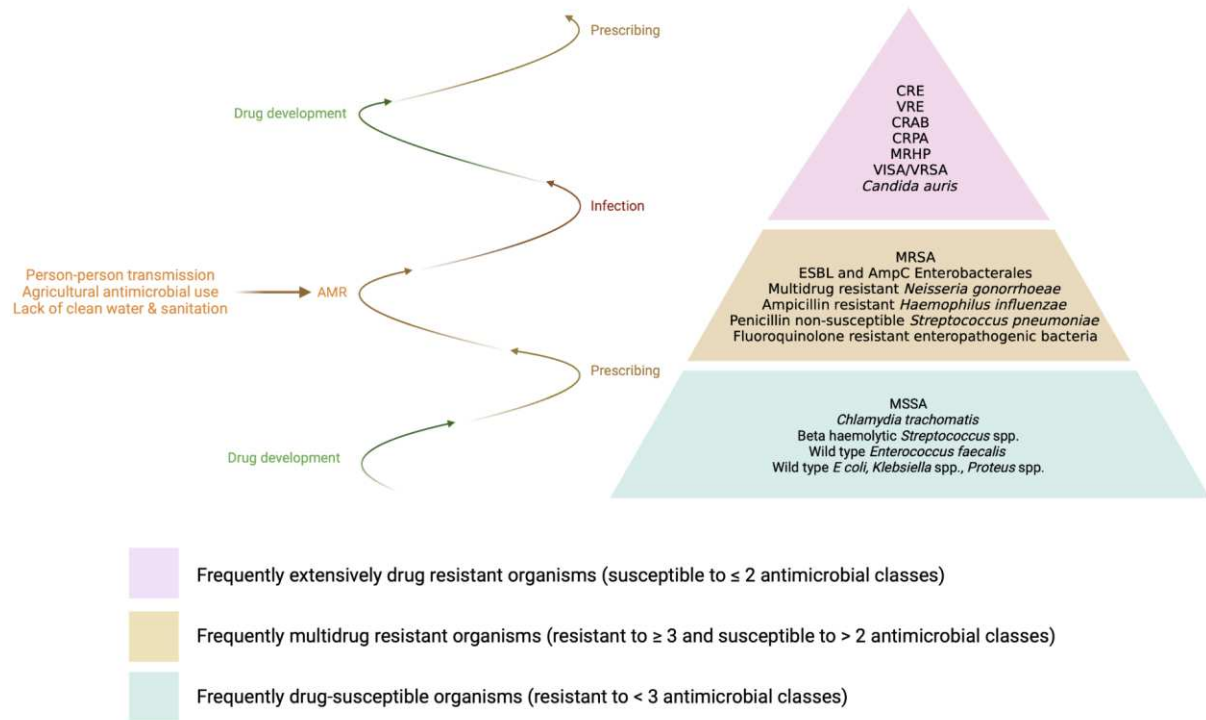 Prescribing
Drug development
Infection
Person-person transmission
Agricultural antimicrobial use
Lack of clean water & sanitation
AMR
Prescribing
Drug development
CRE
VRE
CRAB
CRPA
MRHP
VISA/VRSA
Candida auris
MRSA
ESBL and AmpC Enterobacterales
Multidrug resistant Neisseria gonorrhoeae
Ampicillin resistant Haemophilus influenzae
Penicillin non-susceptible Streptococcus pneumoniae
Fluoroquinolone resistant enteropathogenic bacteria
MSSA
Chlamydia trachomatis
Beta haemolytic Streptococcus spp.
Wild type Enterococcus faecalis
Wild type E coli, Klebsiella spp., Proteus spp.
Frequently extensively drug resistant organisms (susceptible to ≤ 2 antimicrobial classes)
Frequently multidrug resistant organisms (resistant to ≥ 3 and susceptible to > 2 antimicrobial classes)
Frequently drug-susceptible organisms (resistant to < 3 antimicrobial classes)